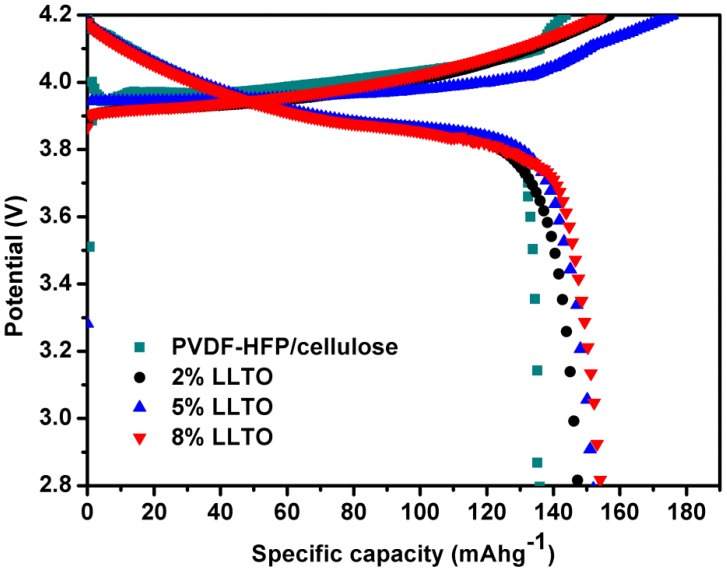 4.2
4.0
3.8
3.6
3.4
3.2
3.0
2.8
Potential (V)
PVDF-HFP/cellulose
2% LLTO
5% LLTO
8% LLTO
0 20 40 60 80 100 120 140 160 180
Specific capacity (mAhg-1)